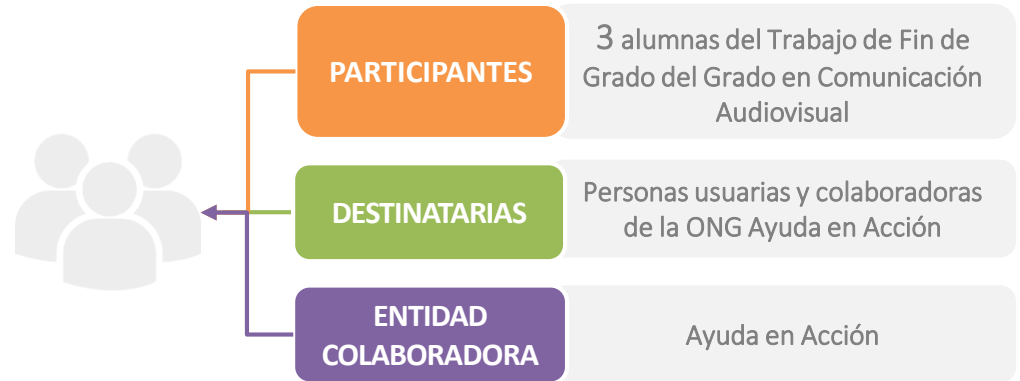 PARTICIPANTES
3 alumnas del Trabajo de Fin de
Grado del Grado en Comunicación
Audiovisual
DESTINATARIAS
Personas usuarias y colaboradoras
de la ONG Ayuda en Acción
ENTIDAD
COLABORADORA
Ayuda en Acción